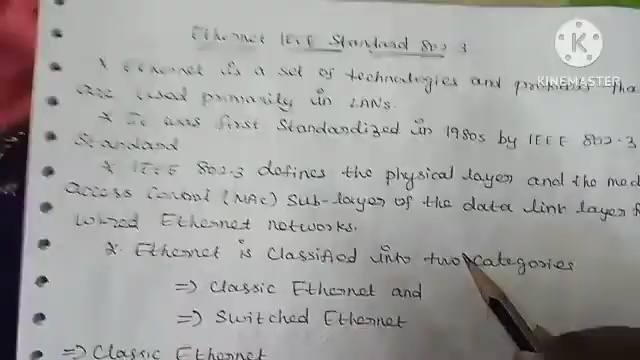 Ethernet IEEE Standard 802.3
* Ethernet is a set of technologies and tha
are used primarily in LANs.
* It was first Standardized in 1980s by IEEE 802.3
Standard
* IEEE 802.3 defines the physical layer and the med
access Control (MAC) Sub-layer of the data link layer
wired Ethernet networks.
* Ethernet is Classified into two categories
=> Classic Ethernet and
=> Switched Ethernet
=> Classic Ethernet
K
KINEMASTER